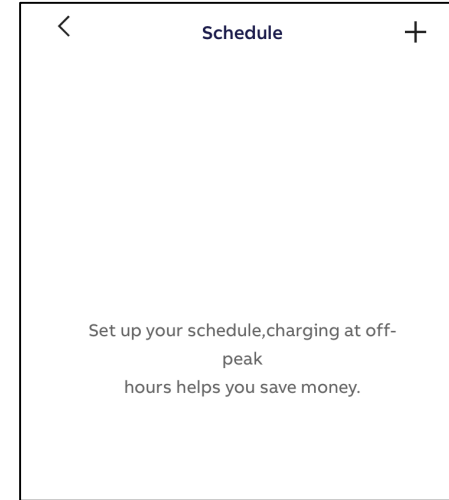 Schedule
Set up your schedule,charging at off-
peak
hours helps you save money.